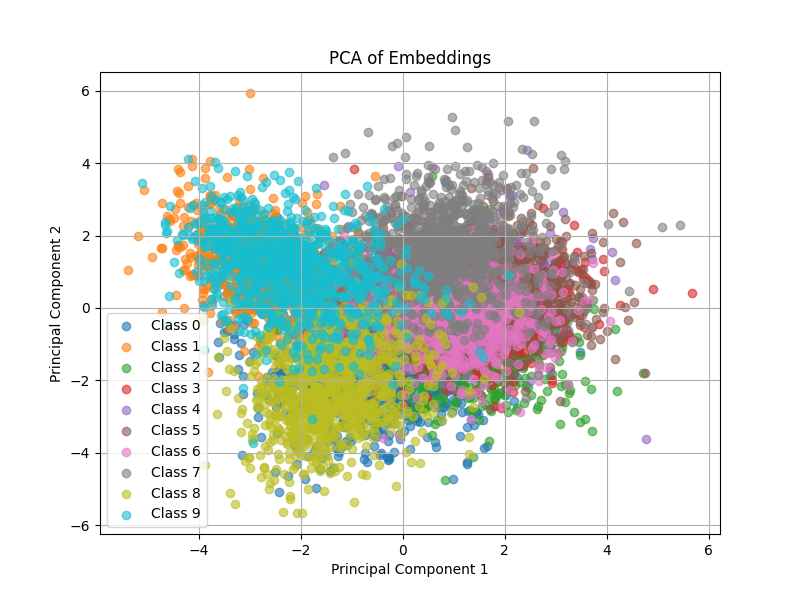 PCA of Embeddings
Principal Component 2
6
4
2
0
−2
−4
−6
Class 0
Class 1
Class 2
Class 3
Class 4
Class 5
Class 6
Class 7
Class 8
Class 9
−4 −2 0 2 4 6
Principal Component 1